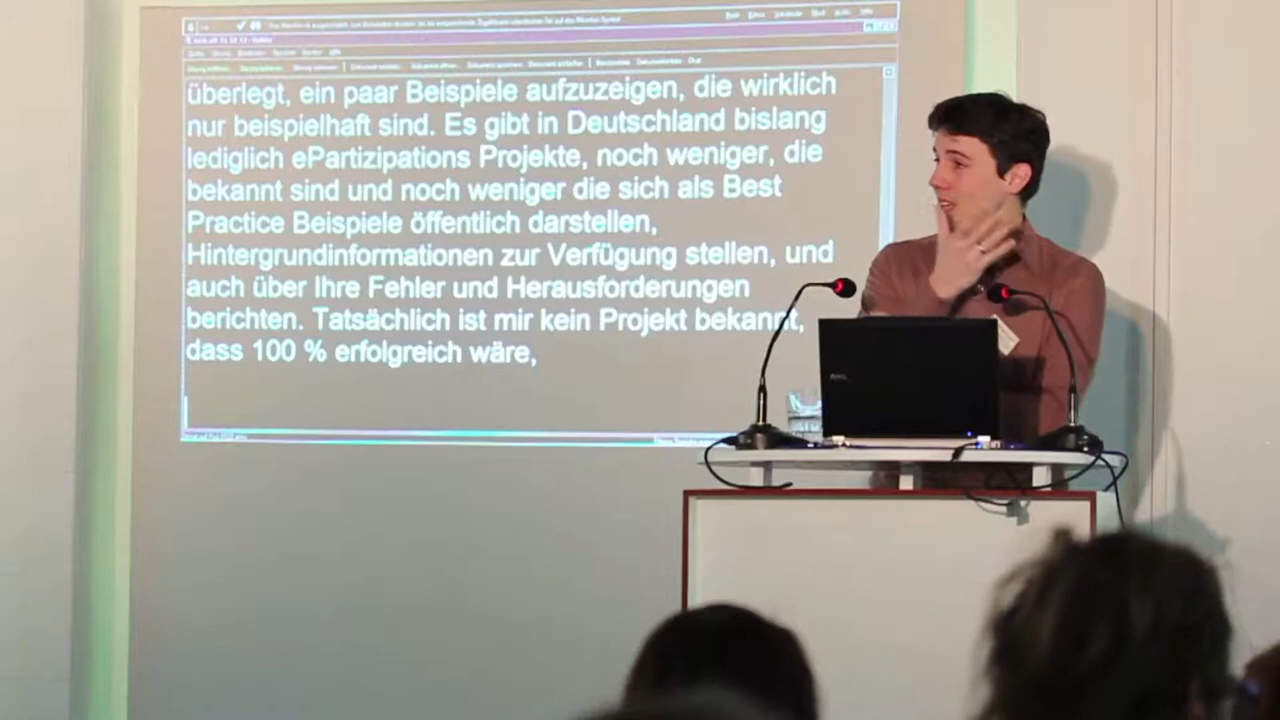 überlegt, ein paar Beispiele aufzuzeigen, die wirklich
nur beispielhaft sind. Es gibt in Deutschland bislang
lediglich ePartizipations Projekte, noch weniger, die
bekannt sind und noch weniger die sich als Best
Practice Beispiele öffentlich darstellen,
Hintergrundinformationen zur Verfügung stellen, und
auch über Ihre Fehler und Herausforderungen
berichten. Tatsächlich ist mir kein Projekt bekannt,
dass 100 % erfolgreich wäre,
DELL